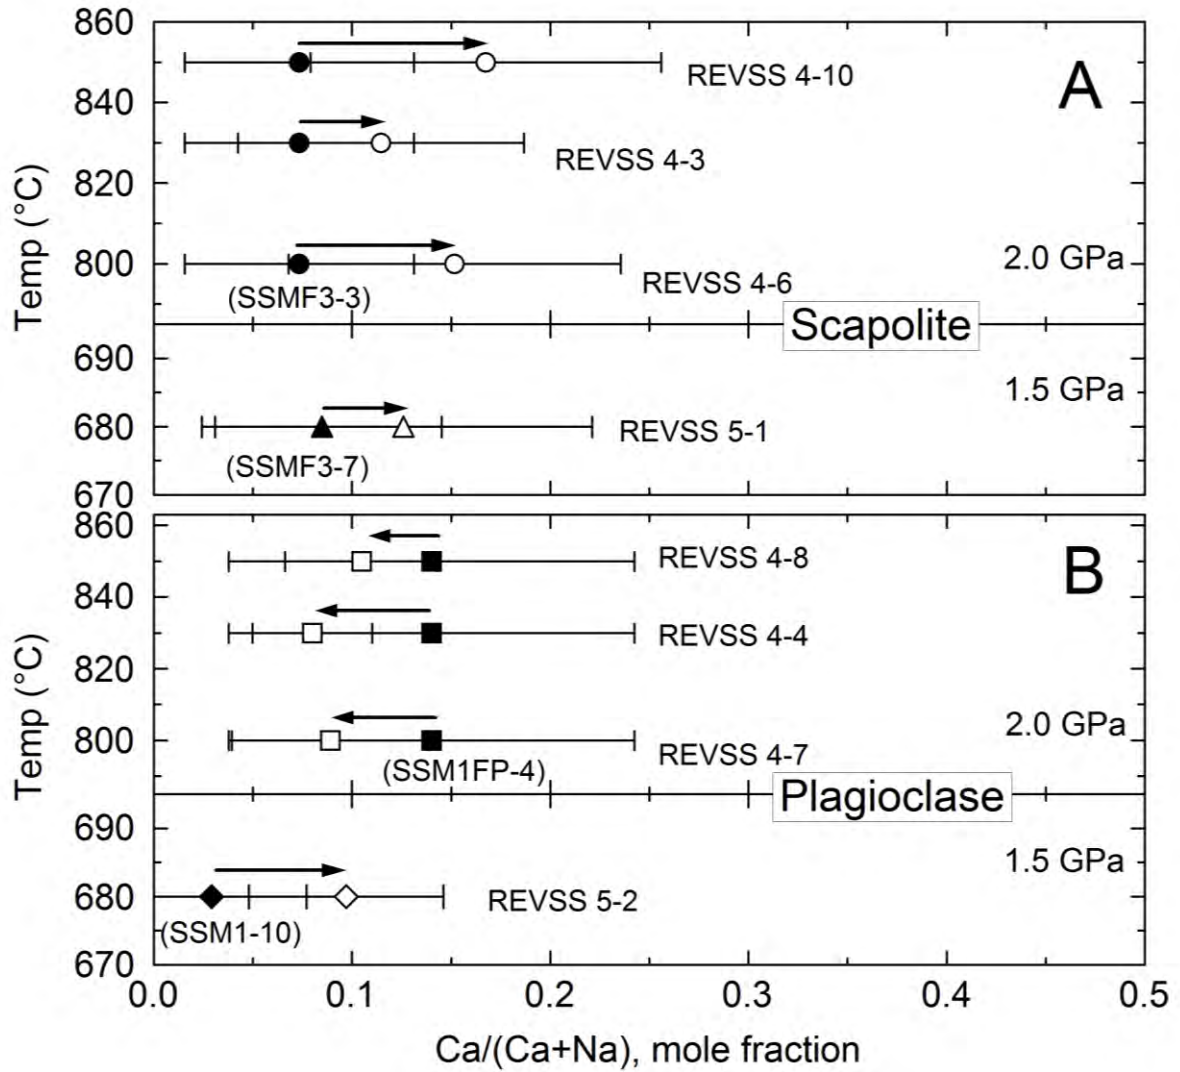 860
REVSS 4-10
A
840
REVSS 4-3
820
800
2.0 GPa
(SSMF3-3)
REVSS 4-6
Temp (°C)
Scapolite
690
1.5 GPa
680
REVSS 5-1
(SSMF3-7)
670
860
REVSS 4-8
B
840
REVSS 4-4
820
2.0 GPa
800
(SSM1FP-4)
REVSS 4-7
Temp (°C)
Plagioclase
690
1.5 GPa
680
REVSS 5-2
(SSM1-10)
670
0.0 0.1 0.2 0.3 0.4 0.5
Ca/(Ca+Na), mole fraction